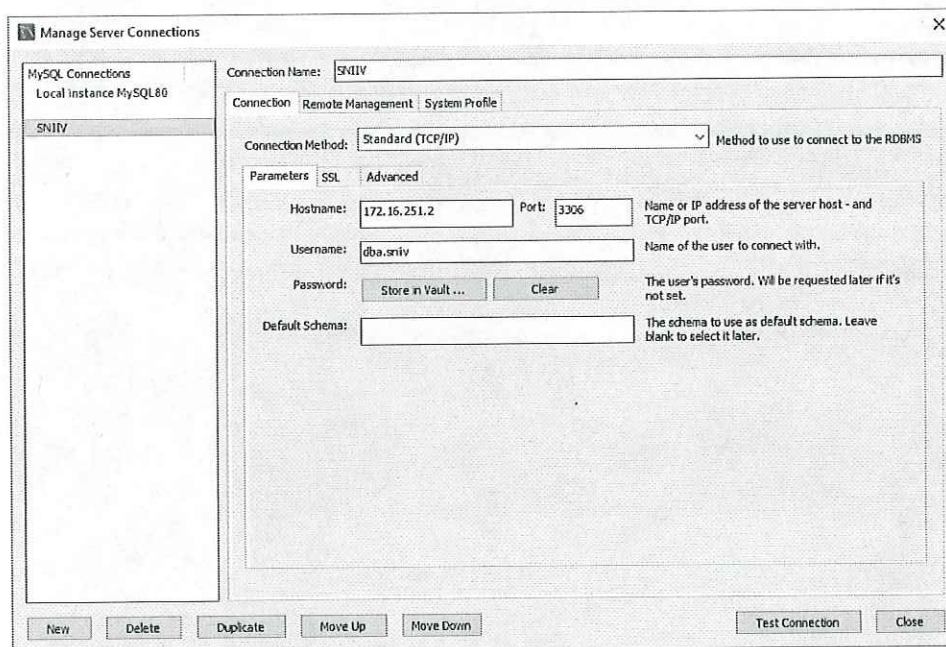 Manage Server Connections
MySQL Connections
Local instance MySQL80
SNIIV
Connection Name: SNIIV
Connection Remote Management System Profile
Connection Method: Standard (TCP/IP) Method to use to connect to the RDBMS
Parameters SSL Advanced
Hostname: 172.16.251.2 Port: 3306 Name or IP address of the server host - and
TCP/IP port.
Username: dba.sniv Name of the user to connect with.
Password: Store in Vault ... Clear The user's password. Will be requested later if it's
not set.
Default Schema: The schema to use as default schema. Leave
blank to select it later.
New Delete Duplicate Move Up Move Down Test Connection Close